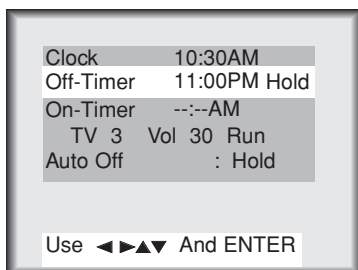 Clock 10:30AM
Off-Timer 11:00PM Hold
On-Timer --:--AM
TV 3 Vol 30 Run
Auto Off : Hold
Use ◄►▲▼ And ENTER